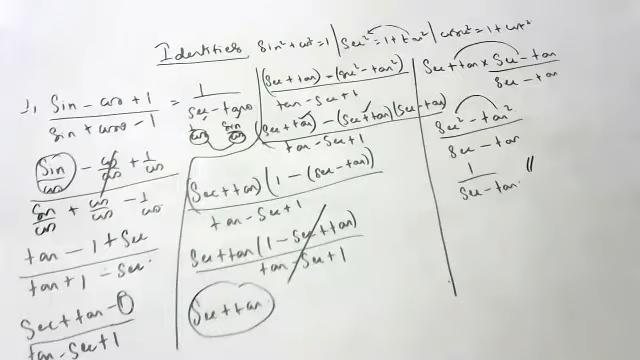 Identities sin² + cos² = 1 | sec² = 1 + tan² | cosec² = 1 + cot²
1, sin - cos + 1 / sin + cos - 1 = 1 / sec - tan
1/cos sin/cos
sin/cos - cos/cos + 1/cos
sin/cos + cos/cos - 1/cos
tan - 1 + sec
tan + 1 - sec
sec + tan - 1
tan - sec + 1
(sec + tan) - (sec² - tan²)
tan - sec + 1
(sec + tan) - (sec + tan)(sec - tan)
tan - sec + 1
(sec + tan)(1 - (sec - tan))
tan - sec + 1
sec + tan (1 - sec + tan)
tan - sec + 1
sec + tan
sec + tan × sec - tan
sec - tan
sec² - tan²
sec - tan
1
sec - tan //